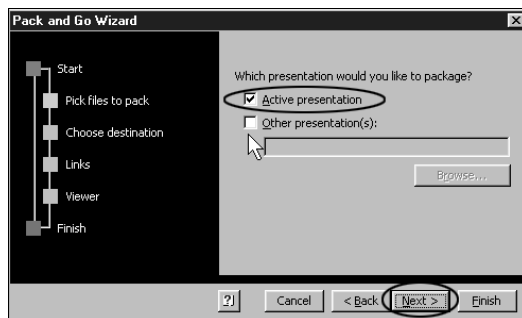 Pack and Go Wizard
Start
Pick files to pack
Choose destination
Links
Viewer
Finish
Which presentation would you like to package?
Active presentation
Other presentation(s):
Browse...
Cancel
< Back
Next >
Finish